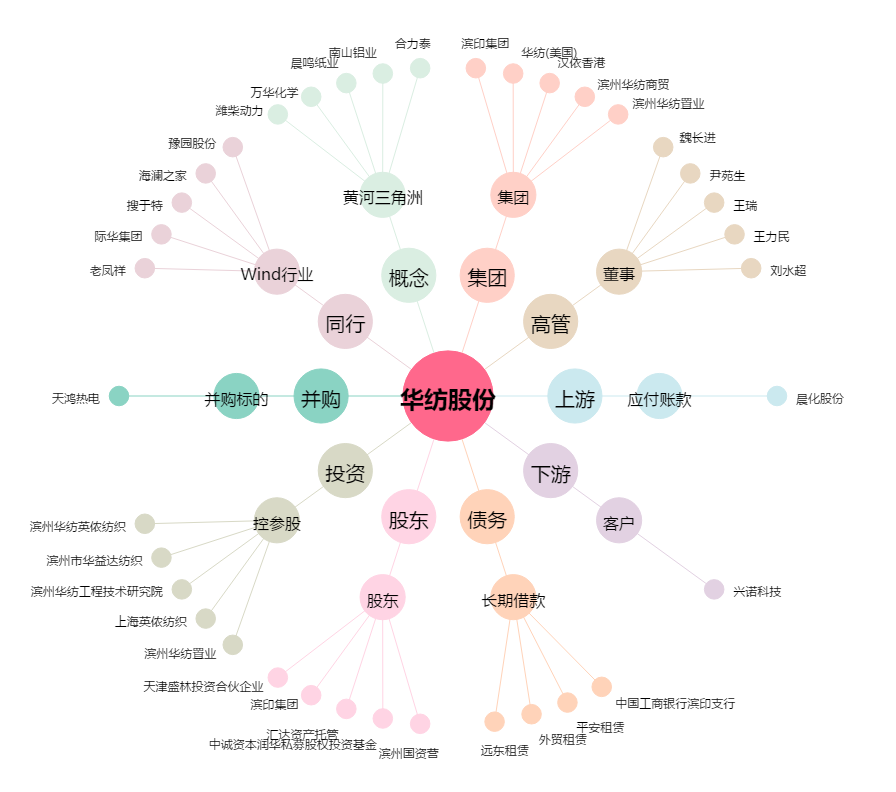 合力泰
滨印集团
南山铝业
华纺(美国)
晨鸣纸业
汉侬香港
万华化学
滨州华纺商贸
潍柴动力
滨州华纺置业
豫园股份
魏长进
海澜之家
尹苑生
搜于特
王瑞
黄河三角洲
集团
际华集团
王力民
老凤祥
Wind行业
董事
刘水超
概念
集团
同行
高管
天鸿热电
并购标的
并购
华纺股份
上游
应付账款
晨化股份
投资
下游
股东
债务
滨州华纺英侬纺织
控参股
客户
滨州市华益达纺织
滨州华纺工程技术研究院
兴诺科技
股东
长期借款
上海英侬纺织
滨州华纺置业
天津盛林投资合伙企业
滨印集团
中国工商银行滨印支行
汇达资产托管
平安租赁
中诚资本润华私募股权投资基金
外贸租赁
滨州国资营
远东租赁